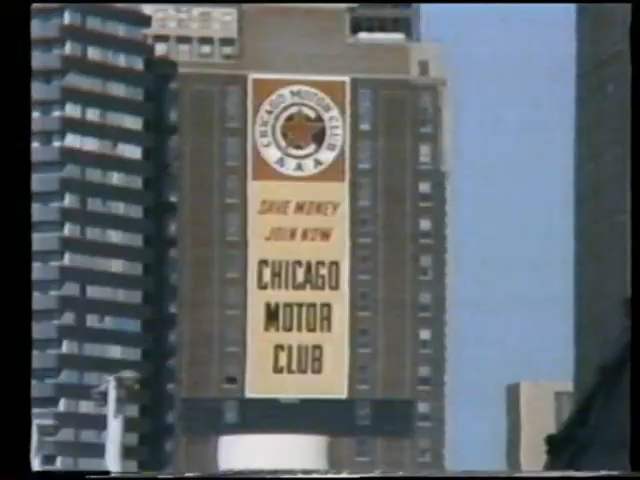 CHICAGO MOTOR CLUB
A.A.A
SAVE MONEY
JOIN NOW
CHICAGO
MOTOR
CLUB